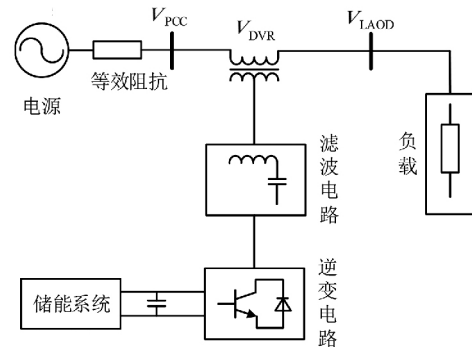 V_PCC
V_DVR
V_LAOD
等效阻抗
电源
滤波电路
负载
储能系统
逆变电路